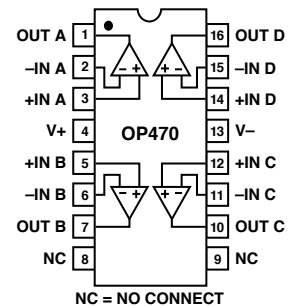 OUT A 1 16 OUT D
–IN A 2 – + + – 15 –IN D
+IN A 3 14 +IN D
V+ 4 OP470 13 V–
+IN B 5 12 +IN C
–IN B 6 – + + – 11 –IN C
OUT B 7 10 OUT C
NC 8 9 NC
NC = NO CONNECT